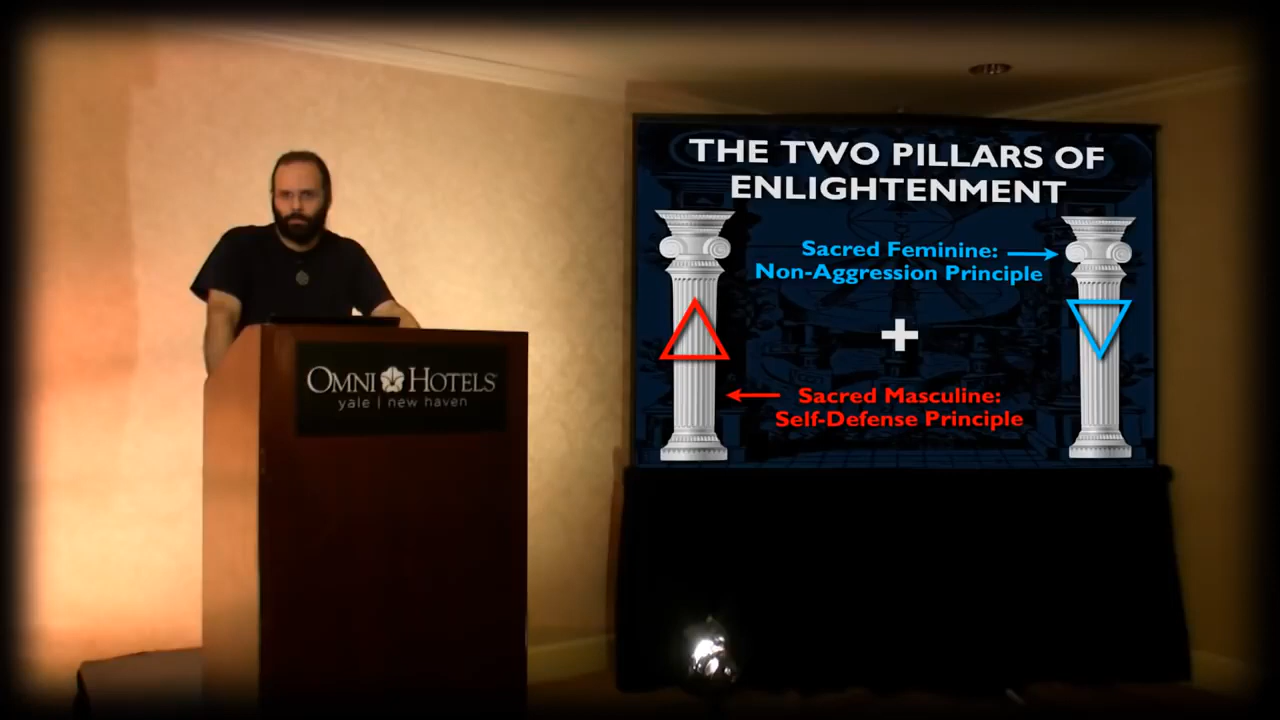 THE TWO PILLARS OF
ENLIGHTENMENT
Sacred Feminine:
Non-Aggression Principle
+
Sacred Masculine:
Self-Defense Principle
OMNI HOTELS
yale | new haven